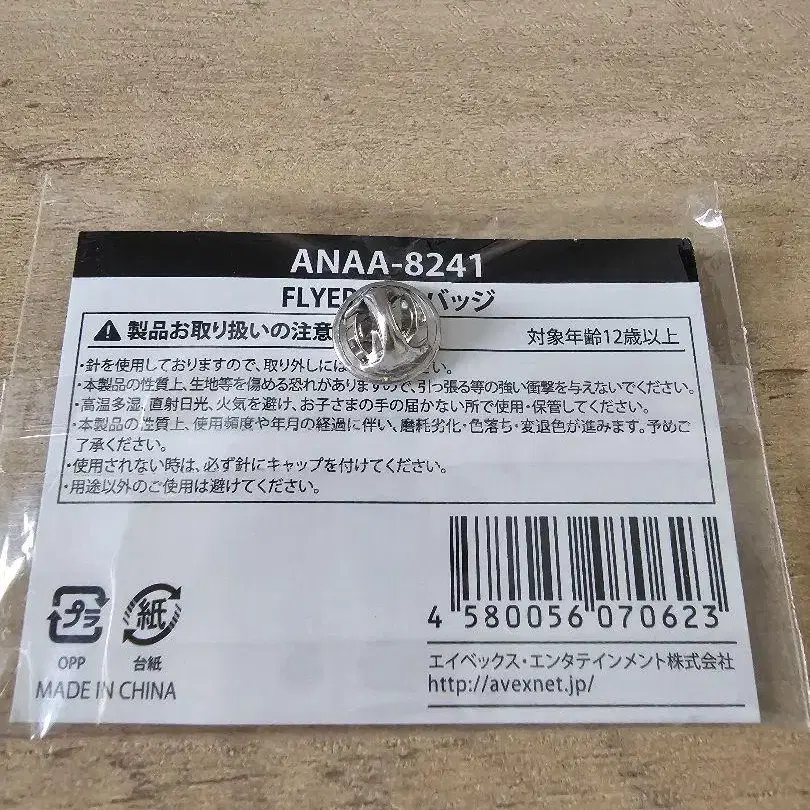 ANAA-8241
FLYER バッジ
製品お取り扱いの注意
対象年齢12歳以上
・針を使用しておりますので、取り外しには ください。
・本製品の性質上、生地等を傷める恐れがありますので、引っ張る等の強い衝撃を与えないでください。
・高温多湿、直射日光、火気を避け、お子さまの手の届かない所で使用・保管してください。
・本製品の性質上、使用頻度や年月の経過に伴い、磨耗劣化・色落ち・変退色が進みます。予めご
了承ください。
・使用されない時は、必ず針にキャップを付けてください。
・用途以外のご使用は避けてください。
4 580056 070623
プラ
紙
OPP
台紙
MADE IN CHINA
エイベックス・エンタテインメント株式会社
http://avexnet.jp/